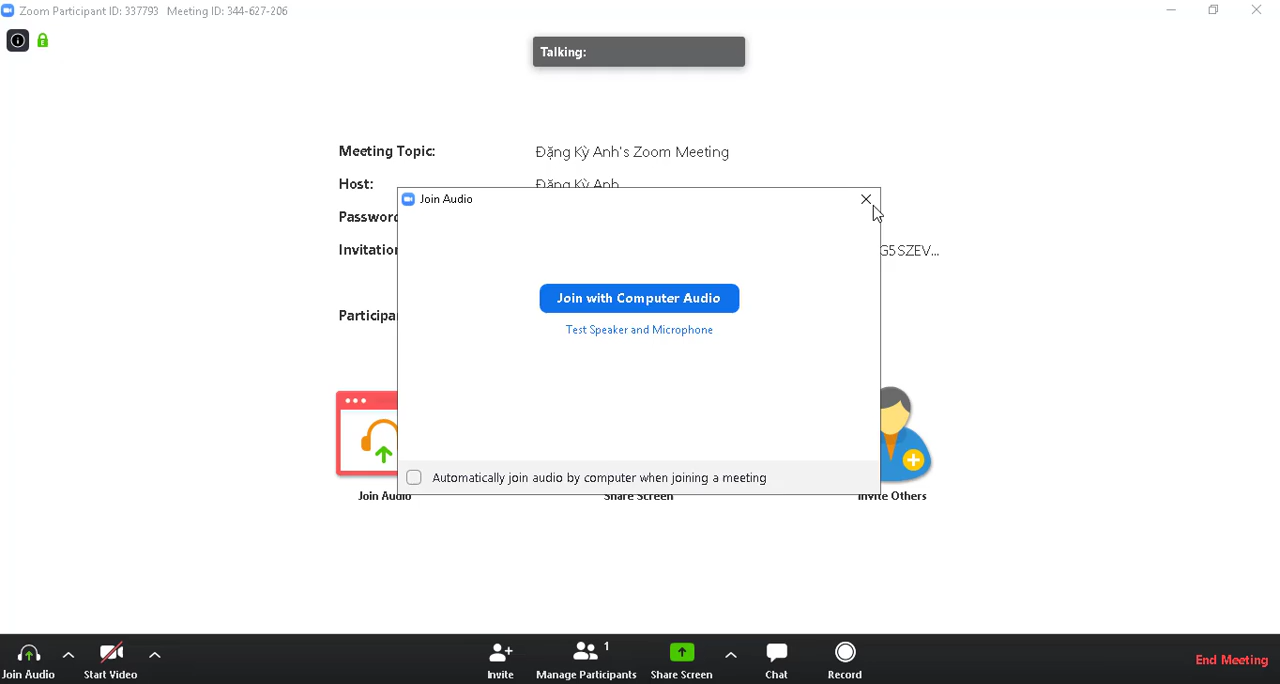 Zoom Participant ID: 337793 Meeting ID: 344-627-206
Talking:
Meeting Topic: Đặng Kỳ Anh's Zoom Meeting
Host: Đặng Kỳ Anh
Password
Invitation G5SZEV...
Participa
Join Audio
Join with Computer Audio
Test Speaker and Microphone
Automatically join audio by computer when joining a meeting
Join Audio Share Screen Invite Others
Join Audio Start Video Invite Manage Participants 1 Share Screen Chat Record End Meeting